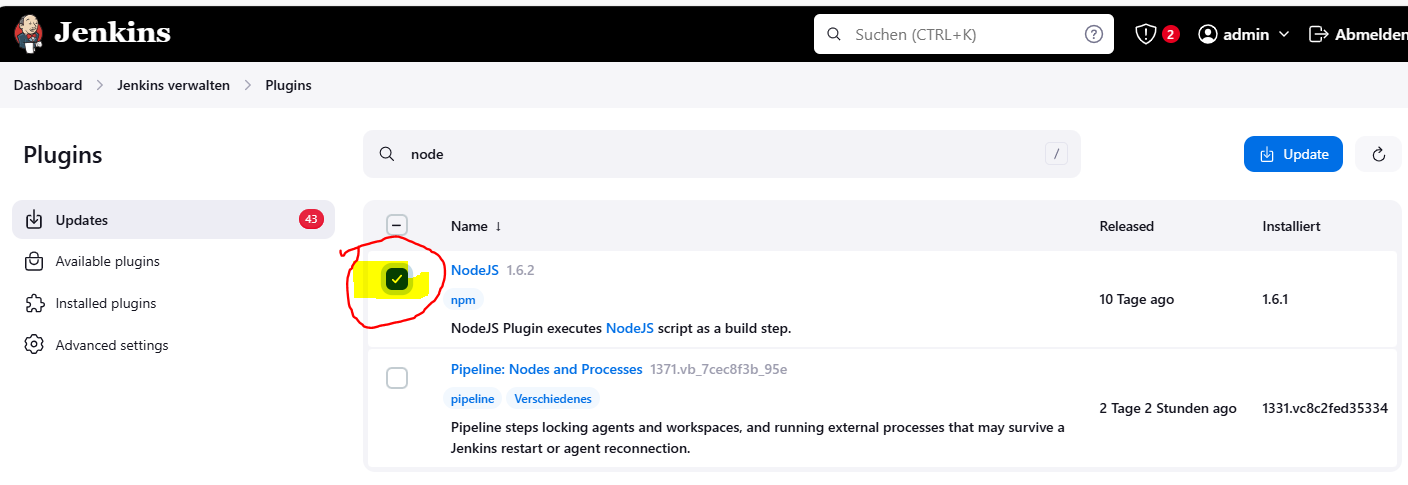 Jenkins
Suchen (CTRL+K)
2
admin
Abmelden
Dashboard
Jenkins verwalten
Plugins
Plugins
node
/
Update
Updates
43
Available plugins
Installed plugins
Advanced settings
Name ↓
Released
Installiert
NodeJS 1.6.2
npm
NodeJS Plugin executes NodeJS script as a build step.
10 Tage ago
1.6.1
Pipeline: Nodes and Processes 1371.vb_7cec8f3b_95e
pipeline Verschiedenes
Pipeline steps locking agents and workspaces, and running external processes that may survive a
Jenkins restart or agent reconnection.
2 Tage 2 Stunden ago
1331.vc8c2fed35334